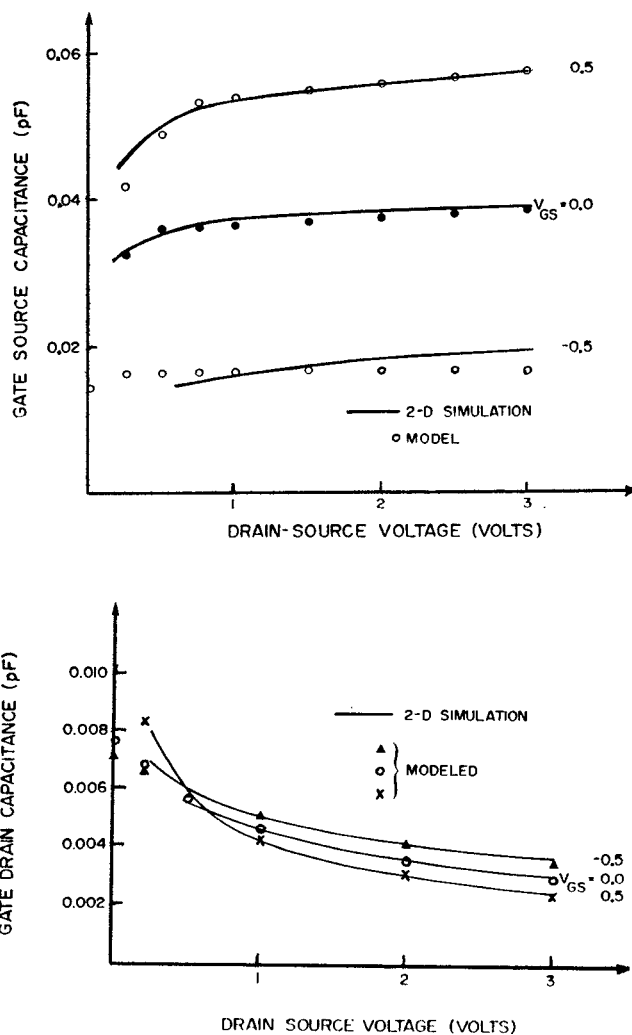 GATE SOURCE CAPACITANCE (pF)
0.06
0.04
0.02
0.5
VGS = 0.0
-0.5
2-D SIMULATION
MODEL
1 2 3
DRAIN-SOURCE VOLTAGE (VOLTS)
GATE DRAIN CAPACITANCE (pF)
0.010
0.008
0.006
0.004
0.002
2-D SIMULATION
MODELED
-0.5
VGS = 0.0
0.5
1 2 3
DRAIN SOURCE VOLTAGE (VOLTS)